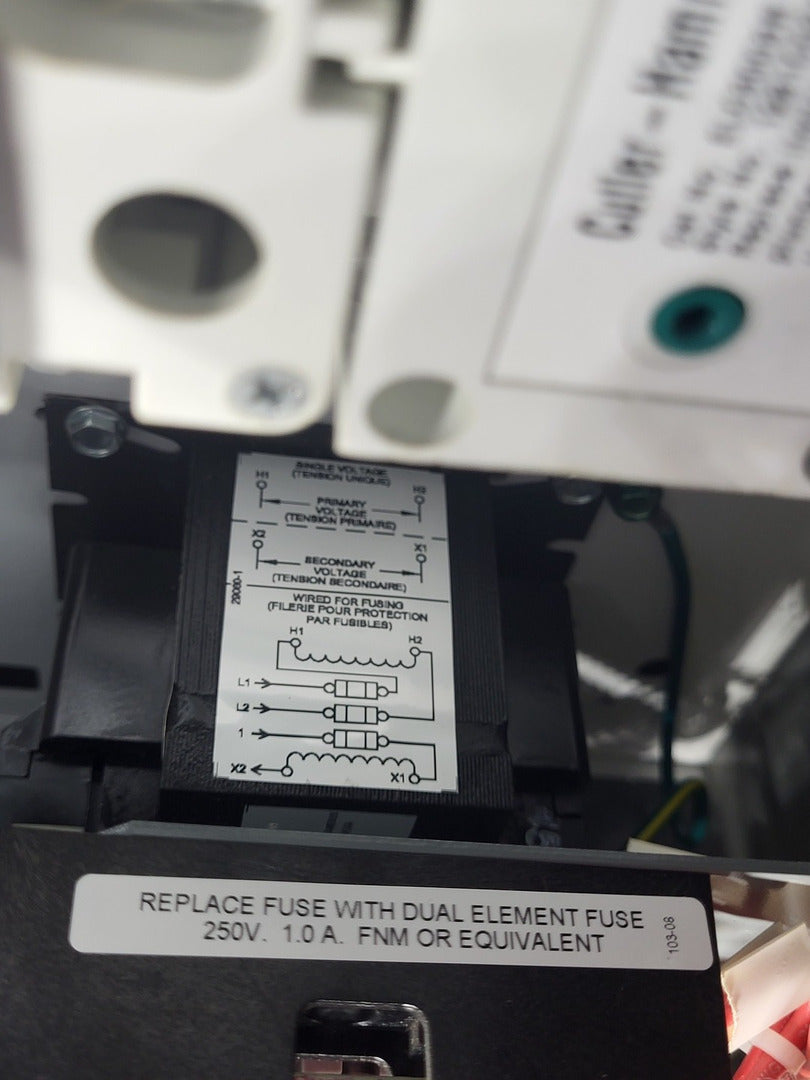 Cutler-Ham
SINGLE VOLTAGE
(TENSION UNIQUE)
H1
H2
PRIMARY
VOLTAGE
(TENSION PRIMAIRE)
X2
X1
SECONDARY
VOLTAGE
(TENSION SECONDAIRE)
29000-1
WIRED FOR FUSING
(FILERIE POUR PROTECTION
PAR FUSIBLES)
H1
H2
L1
L2
1
X2
X1
REPLACE FUSE WITH DUAL ELEMENT FUSE
250V. 1.0 A. FNM OR EQUIVALENT
103-06